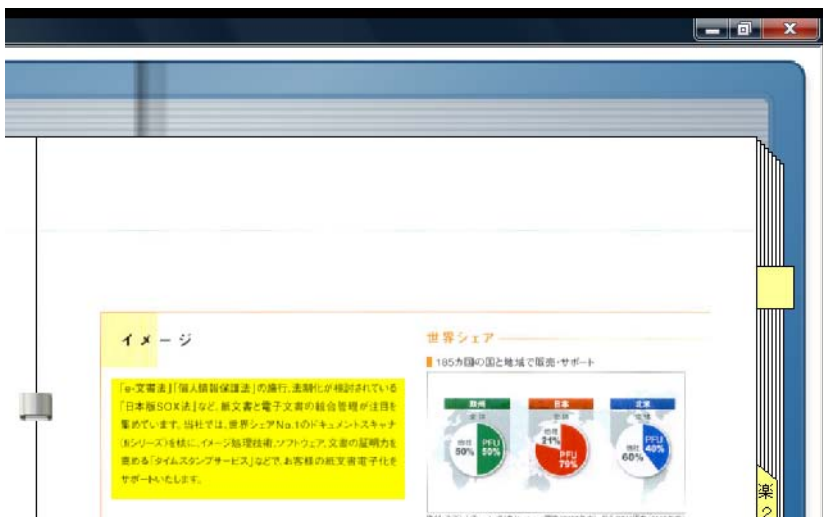 イメージ
「e-文書法」「個人情報保護法」の施行、法制化が検討されている
「日本版SOX法」など、紙文書と電子文書の統合管理が注目を
集めています。当社では、世界シェアNo.1のドキュメントスキャナ
（fiシリーズ）を核に、イメージ処理技術、ソフトウェア、文書の証明力を
高める「タイムスタンプサービス」などで、お客様の紙文書電子化を
サポートいたします。
世界シェア
185カ国の国と地域で販売・サポート
欧州
日本
北米
他社
50%
PFU
50%
他社
21%
PFU
79%
他社
60%
PFU
40%
楽
2